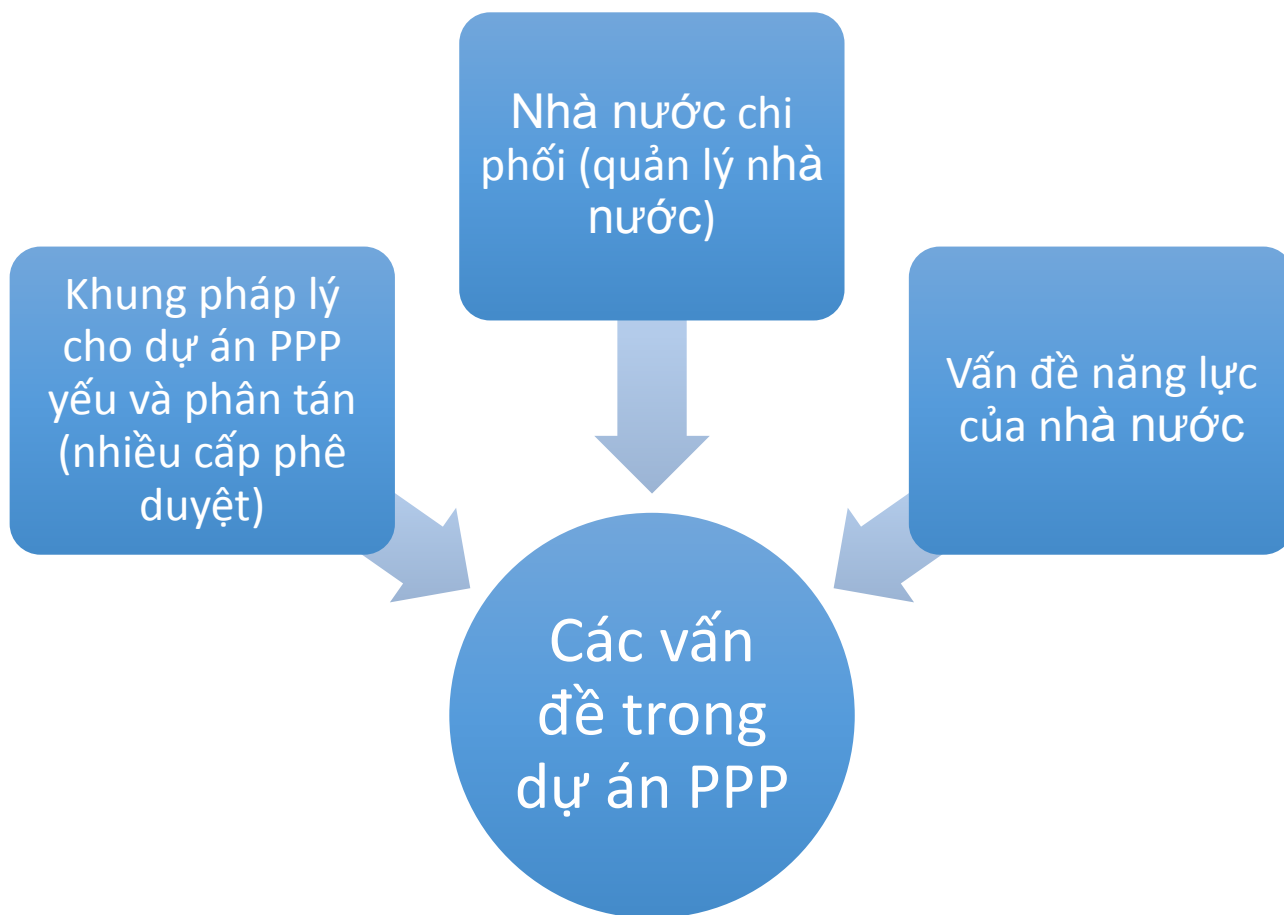 Nhà nước chi
phối (quản lý nhà
nước)
Khung pháp lý
cho dự án PPP
yếu và phân tán
(nhiều cấp phê
duyệt)
Vấn đề năng lực
của nhà nước
Các vấn
đề trong
dự án PPP